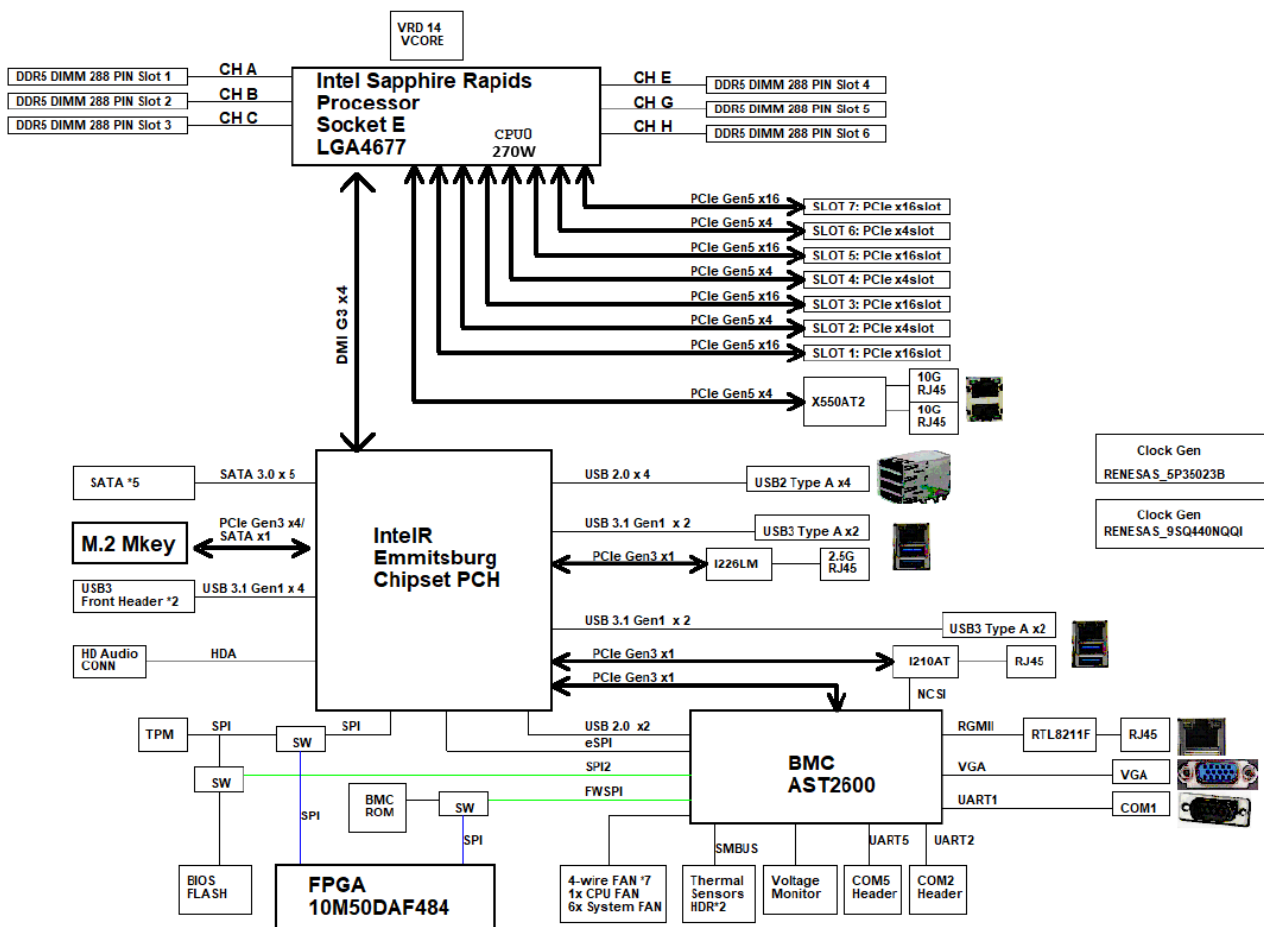 VRD 14
VCORE
DDR5 DIMM 288 PIN Slot 1
CH A
DDR5 DIMM 288 PIN Slot 2
CH B
DDR5 DIMM 288 PIN Slot 3
CH C
Intel Sapphire Rapids
Processor
Socket E
LGA4677
CPU0
270W
CH E
DDR5 DIMM 288 PIN Slot 4
CH G
DDR5 DIMM 288 PIN Slot 5
CH H
DDR5 DIMM 288 PIN Slot 6
PCIe Gen5 x16
SLOT 7: PCIe x16slot
PCIe Gen5 x4
SLOT 6: PCIe x4slot
PCIe Gen5 x16
SLOT 5: PCIe x16slot
PCIe Gen5 x4
SLOT 4: PCIe x4slot
PCIe Gen5 x16
SLOT 3: PCIe x16slot
PCIe Gen5 x4
SLOT 2: PCIe x4slot
PCIe Gen5 x16
SLOT 1: PCIe x16slot
DMI G3 x4
PCIe Gen5 x4
X550AT2
10G
RJ45
10G
RJ45
Clock Gen
RENESAS_5P35023B
Clock Gen
RENESAS_9SQ440NQQI
SATA *5
SATA 3.0 x 5
M.2 Mkey
PCIe Gen3 x4/
SATA x1
USB3
Front Header *2
USB 3.1 Gen1 x 4
HD Audio
CONN
HDA
IntelR
Emmitsburg
Chipset PCH
USB 2.0 x 4
USB2 Type A x4
USB 3.1 Gen1 x 2
USB3 Type A x2
PCIe Gen3 x1
I226LM
2.5G
RJ45
USB 3.1 Gen1 x 2
USB3 Type A x2
PCIe Gen3 x1
I210AT
RJ45
PCIe Gen3 x1
NCSI
TPM
SPI
SW
SPI
USB 2.0 x2
eSPI
SW
SPI2
FWSPI
BMC
ROM
SW
SPI
SPI
BMC
AST2600
RGMII
RTL8211F
RJ45
VGA
VGA
UART1
COM1
SMBUS
UART5
UART2
BIOS
FLASH
FPGA
10M50DAF484
4-wire FAN *7
1x CPU FAN
6x System FAN
Thermal
Sensors
HDR*2
Voltage
Monitor
COM5
Header
COM2
Header